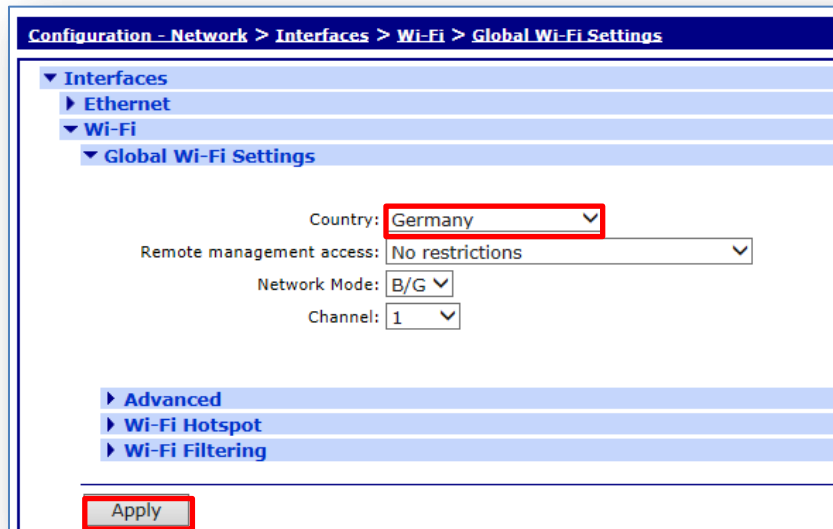 Configuration - Network > Interfaces > Wi-Fi > Global Wi-Fi Settings
Interfaces
Ethernet
Wi-Fi
Global Wi-Fi Settings
Country: Germany
Remote management access: No restrictions
Network Mode: B/G
Channel: 1
Advanced
Wi-Fi Hotspot
Wi-Fi Filtering
Apply